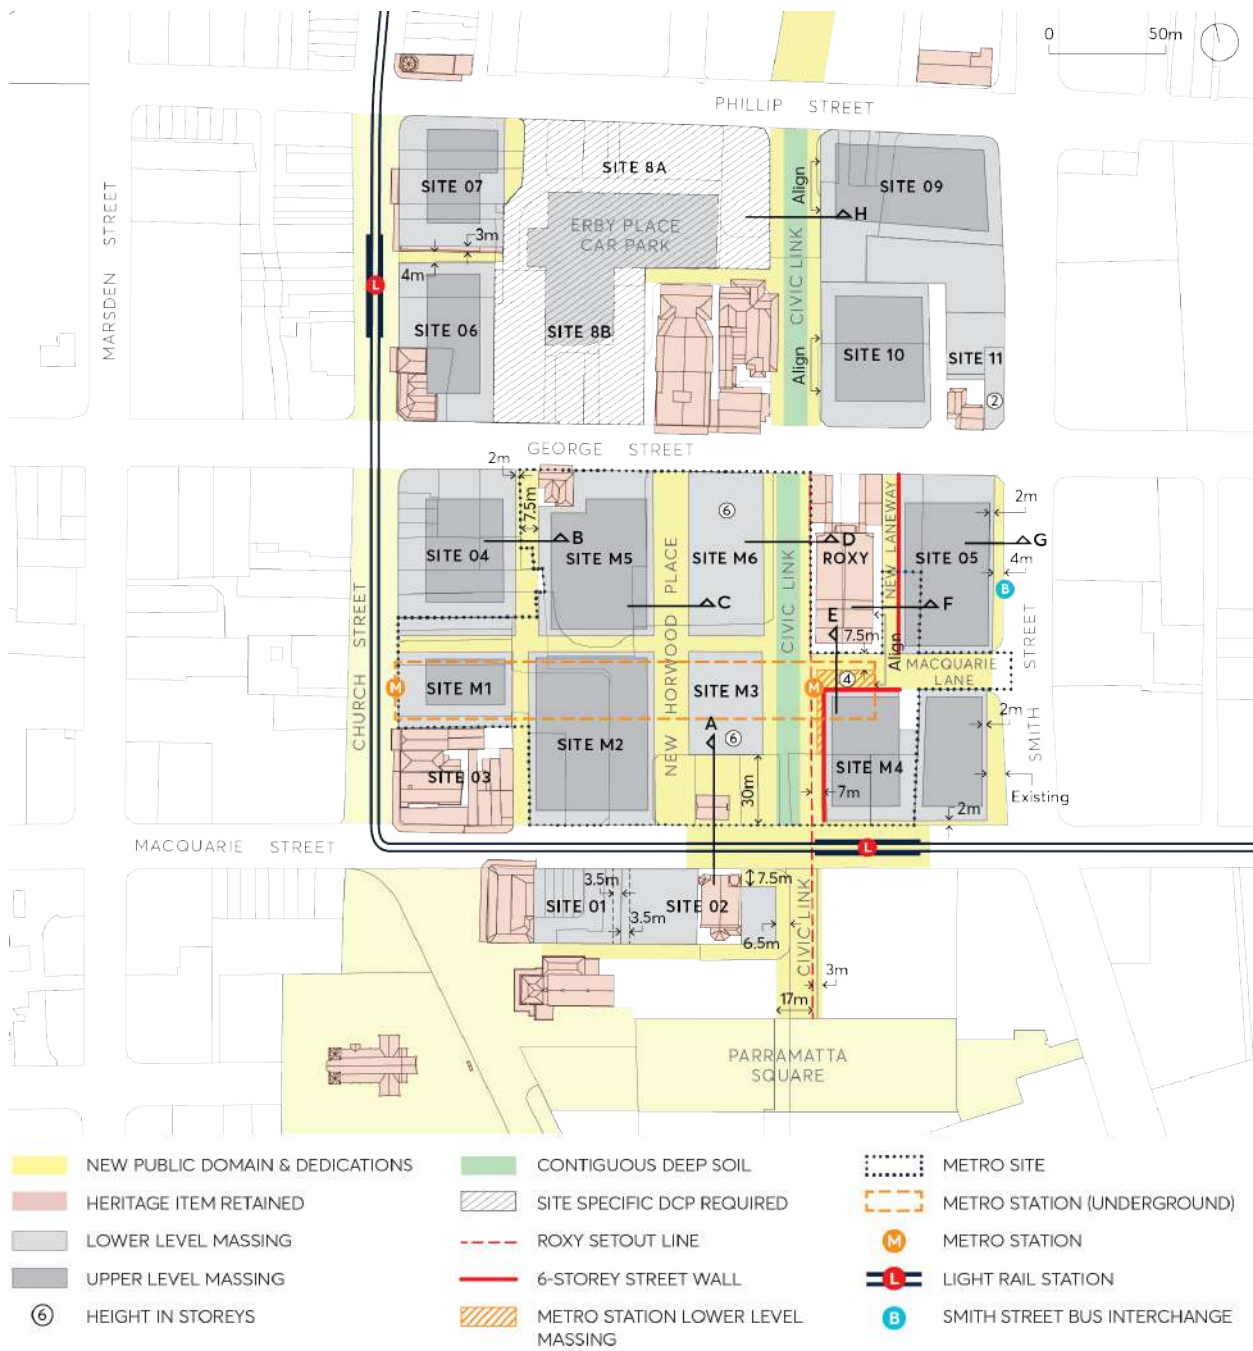 0 50m
PHILLIP STREET
MARSDEN STREET
SITE 07
SITE 8A
SITE 09
Align
ERBY PLACE
CAR PARK
H
CIVIC LINK
3m
4m
L
SITE 06
SITE 8B
Align
SITE 10
SITE 11
2
GEORGE STREET
2m
7.5m
B
SITE 04
SITE M5
6
SITE M6
D
ROXY
NEW LANEWAY
SITE 05
2m
G
4m
B
NEW HORWOOD PLACE
CIVIC LINK
C
E
F
7.5m
Align
MACQUARIE
LANE
SMITH STREET
CHURCH STREET
M
SITE M1
SITE M3
M
4
A
6
SITE M2
SITE 03
SITE M4
2m
30m
7m
Existing
2m
MACQUARIE STREET
L
3.5m
7.5m
SITE 01
SITE 02
3.5m
6.5m
CIVIC LINK
3m
17m
PARRAMATTA
SQUARE
NEW PUBLIC DOMAIN & DEDICATIONS
HERITAGE ITEM RETAINED
LOWER LEVEL MASSING
UPPER LEVEL MASSING
6 HEIGHT IN STOREYS
CONTIGUOUS DEEP SOIL
SITE SPECIFIC DCP REQUIRED
ROXY SETOUT LINE
6-STOREY STREET WALL
METRO STATION LOWER LEVEL
MASSING
METRO SITE
METRO STATION (UNDERGROUND)
M METRO STATION
L LIGHT RAIL STATION
B SMITH STREET BUS INTERCHANGE